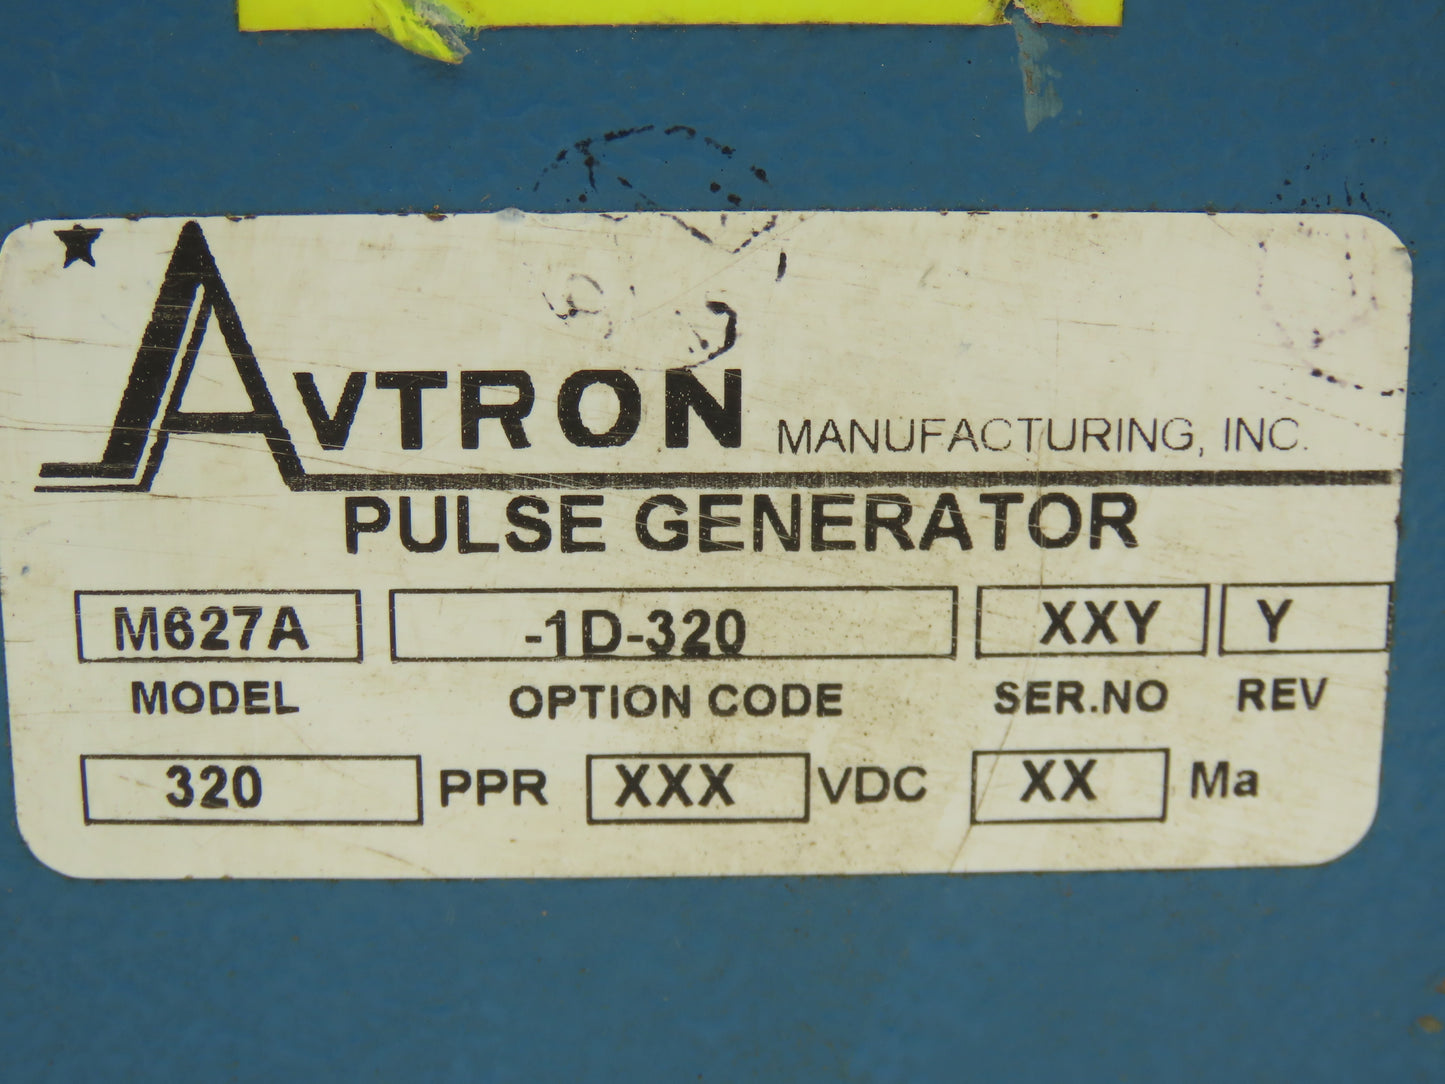 AVTRON MANUFACTURING, INC.
PULSE GENERATOR
M627A -1D-320 XXY Y
MODEL OPTION CODE SER.NO REV
320 PPR XXX VDC XX Ma